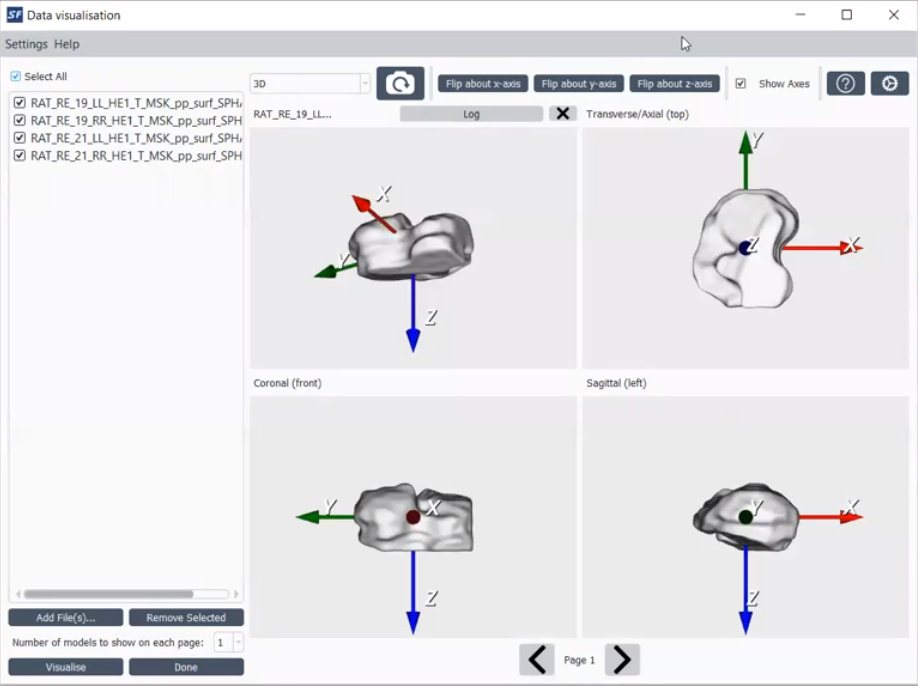 SF Data visualisation
Settings Help
Select All
RAT_RE_19_LL_HE1_T_MSK_pp_surf_SPHA
RAT_RE_19_RR_HE1_T_MSK_pp_surf_SPH
RAT_RE_21_LL_HE1_T_MSK_pp_surf_SPHA
RAT_RE_21_RR_HE1_T_MSK_pp_surf_SPH
Add File(s)... Remove Selected
Number of models to show on each page: 1
Visualise Done
3D Flip about x-axis Flip about y-axis Flip about z-axis Show Axes
RAT_RE_19_LL... Log Transverse/Axial (top)
X
Y
Z
Y
Z X
Coronal (front) Sagittal (left)
Y X
Z
Y X
Z
Page 1